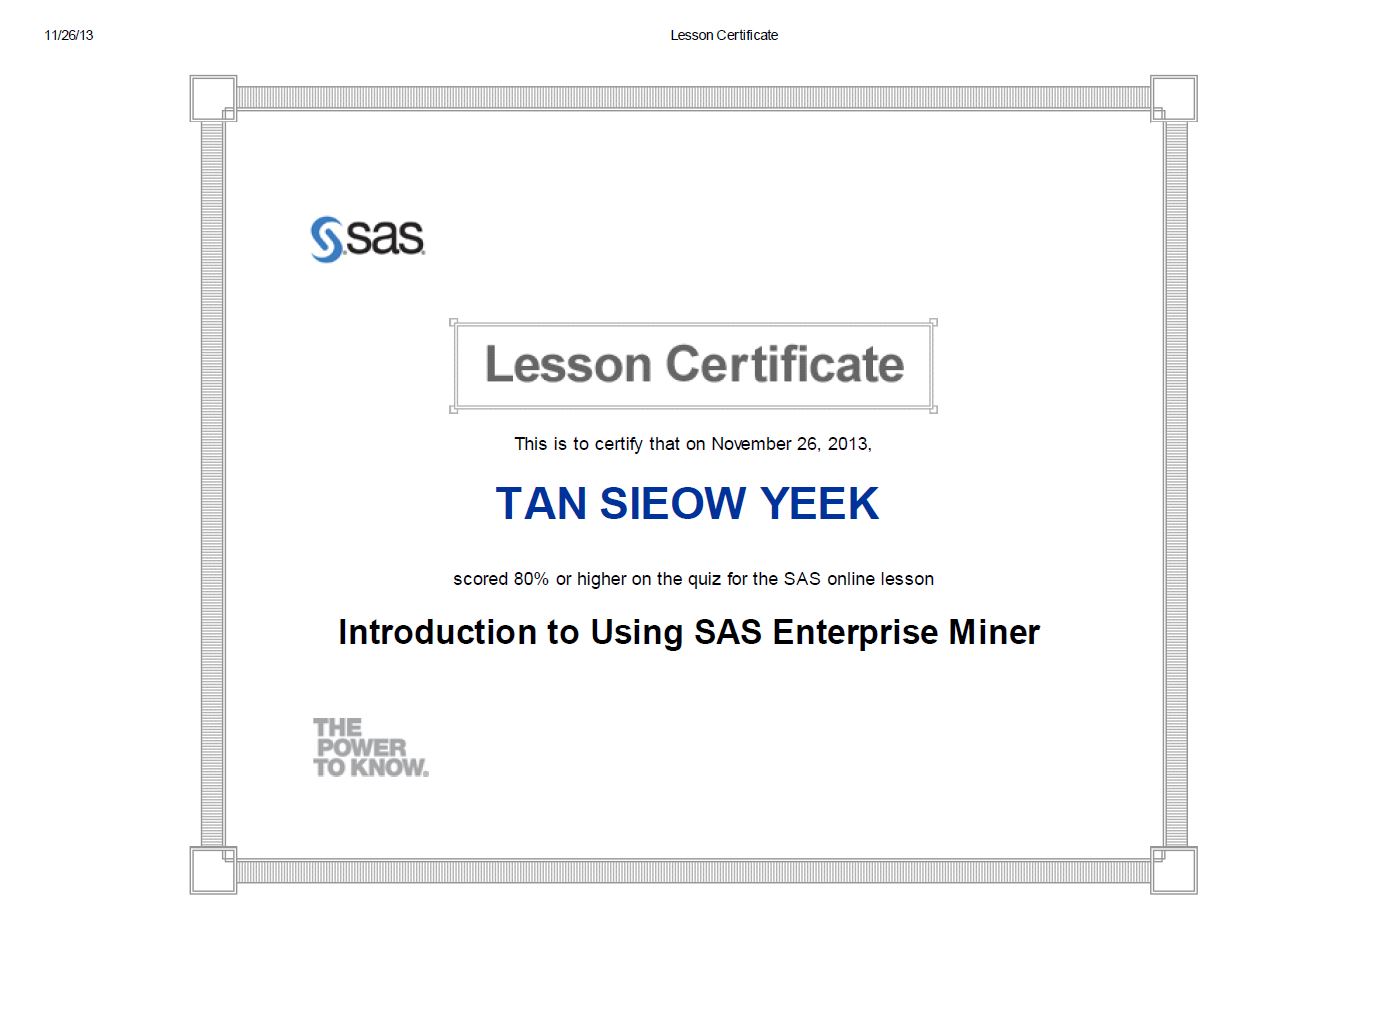 11/26/13
Lesson Certificate
sas
Lesson Certificate
This is to certify that on November 26, 2013,
TAN SIEOW YEEK
scored 80% or higher on the quiz for the SAS online lesson
Introduction to Using SAS Enterprise Miner
THE
POWER
TO KNOW.